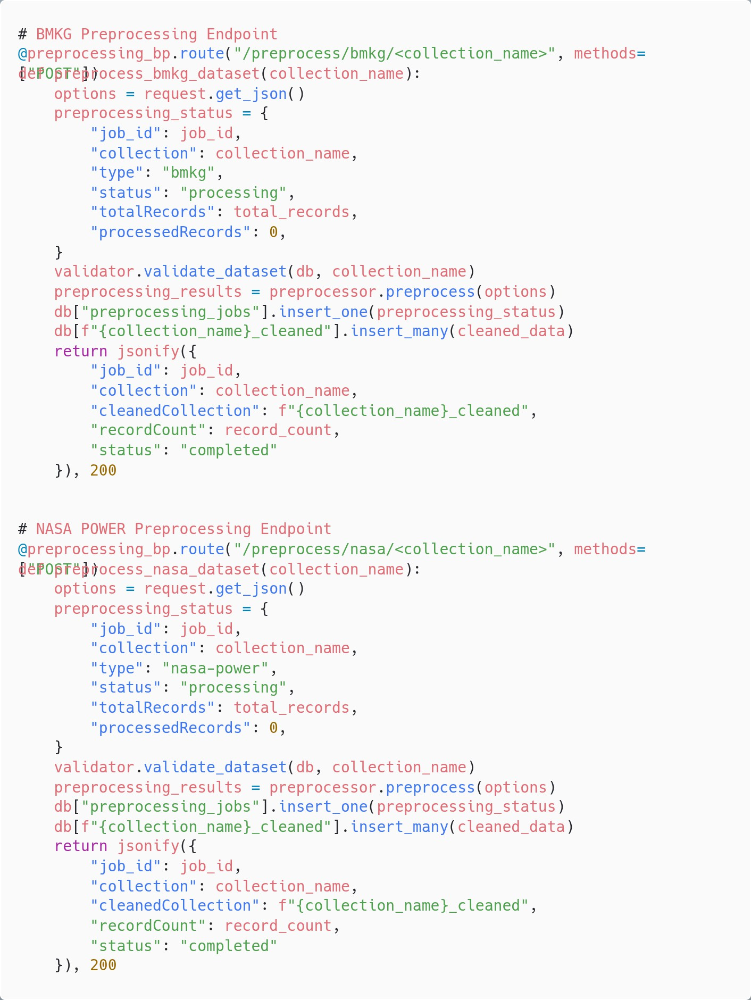 # BMKG Preprocessing Endpoint
@preprocessing_bp.route("/preprocess/bmkg/<collection_name>", methods=
["POST"])
def preprocess_bmkg_dataset(collection_name):
    options = request.get_json()
    preprocessing_status = {
        "job_id": job_id,
        "collection": collection_name,
        "type": "bmkg",
        "status": "processing",
        "totalRecords": total_records,
        "processedRecords": 0,
    }
    validator.validate_dataset(db, collection_name)
    preprocessing_results = preprocessor.preprocess(options)
    db["preprocessing_jobs"].insert_one(preprocessing_status)
    db[f"{collection_name}_cleaned"].insert_many(cleaned_data)
    return jsonify({
        "job_id": job_id,
        "collection": collection_name,
        "cleanedCollection": f"{collection_name}_cleaned",
        "recordCount": record_count,
        "status": "completed"
    }), 200
# NASA POWER Preprocessing Endpoint
@preprocessing_bp.route("/preprocess/nasa/<collection_name>", methods=
["POST"])
def preprocess_nasa_dataset(collection_name):
    options = request.get_json()
    preprocessing_status = {
        "job_id": job_id,
        "collection": collection_name,
        "type": "nasa-power",
        "status": "processing",
        "totalRecords": total_records,
        "processedRecords": 0,
    }
    validator.validate_dataset(db, collection_name)
    preprocessing_results = preprocessor.preprocess(options)
    db["preprocessing_jobs"].insert_one(preprocessing_status)
    db[f"{collection_name}_cleaned"].insert_many(cleaned_data)
    return jsonify({
        "job_id": job_id,
        "collection": collection_name,
        "cleanedCollection": f"{collection_name}_cleaned",
        "recordCount": record_count,
        "status": "completed"
    }), 200